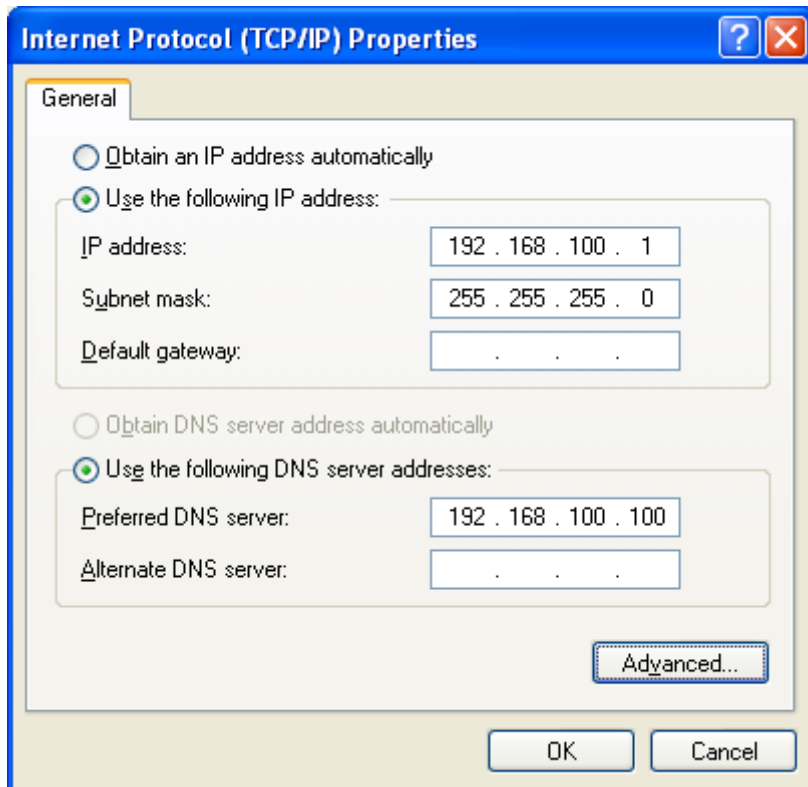 Internet Protocol (TCP/IP) Properties
General
Obtain an IP address automatically
Use the following IP address:
IP address: 192 . 168 . 100 . 1
Subnet mask: 255 . 255 . 255 . 0
Default gateway: . . .
Obtain DNS server address automatically
Use the following DNS server addresses:
Preferred DNS server: 192 . 168 . 100 . 100
Alternate DNS server: . . .
Advanced...
OK Cancel